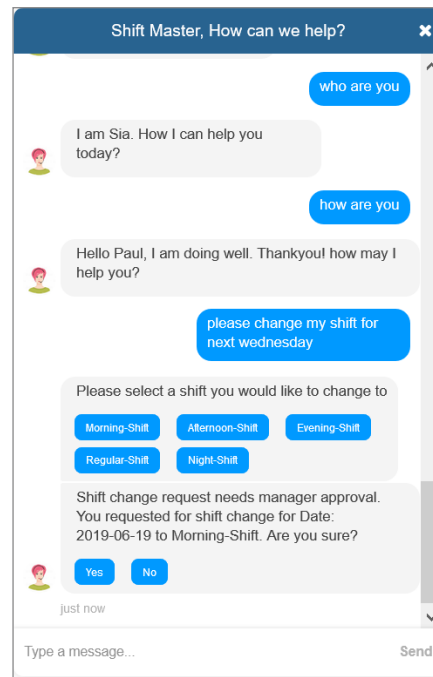 Shift Master, How can we help?
who are you
I am Sia. How I can help you
today?
how are you
Hello Paul, I am doing well. Thankyou! how may I
help you?
please change my shift for
next wednesday
Please select a shift you would like to change to
Morning-Shift Afternoon-Shift Evening-Shift
Regular-Shift Night-Shift
Shift change request needs manager approval.
You requested for shift change for Date:
2019-06-19 to Morning-Shift. Are you sure?
Yes No
just now
Type a message... Send